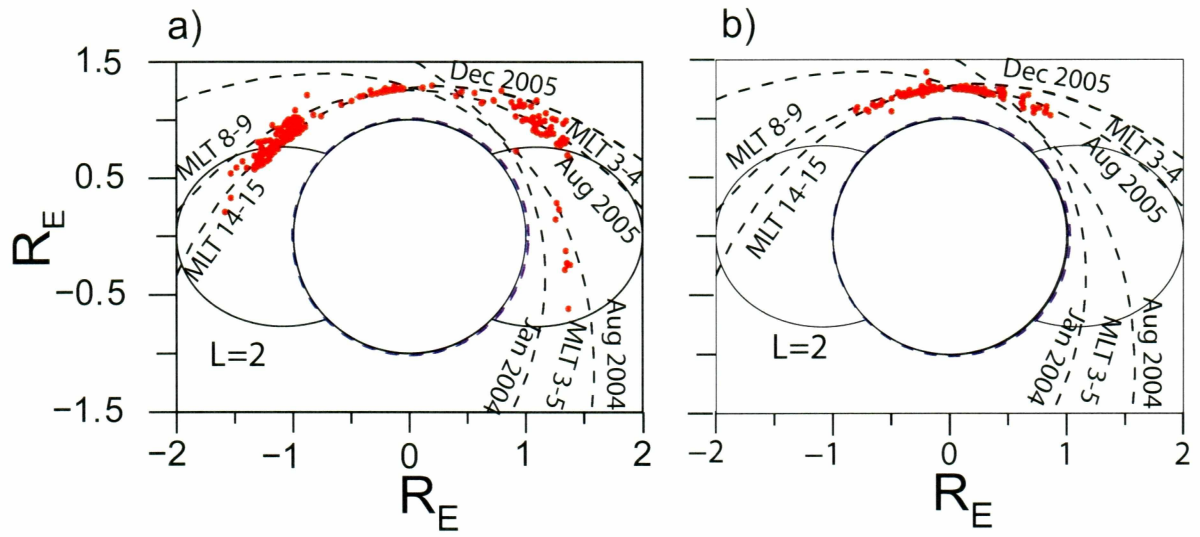 a)
b)
R_E
1.5
0.5
−0.5
−1.5
Dec 2005
MLT 8-9
MLT 14-15
MLT 3-4
Aug 2005
L=2
Jan 2004
MLT 3-5
Aug 2004
−2
−1
0
1
2
R_E
Dec 2005
MLT 8-9
MLT 14-15
MLT 3-4
Aug 2005
L=2
Jan 2004
MLT 3-5
Aug 2004
−2
−1
0
1
2
R_E